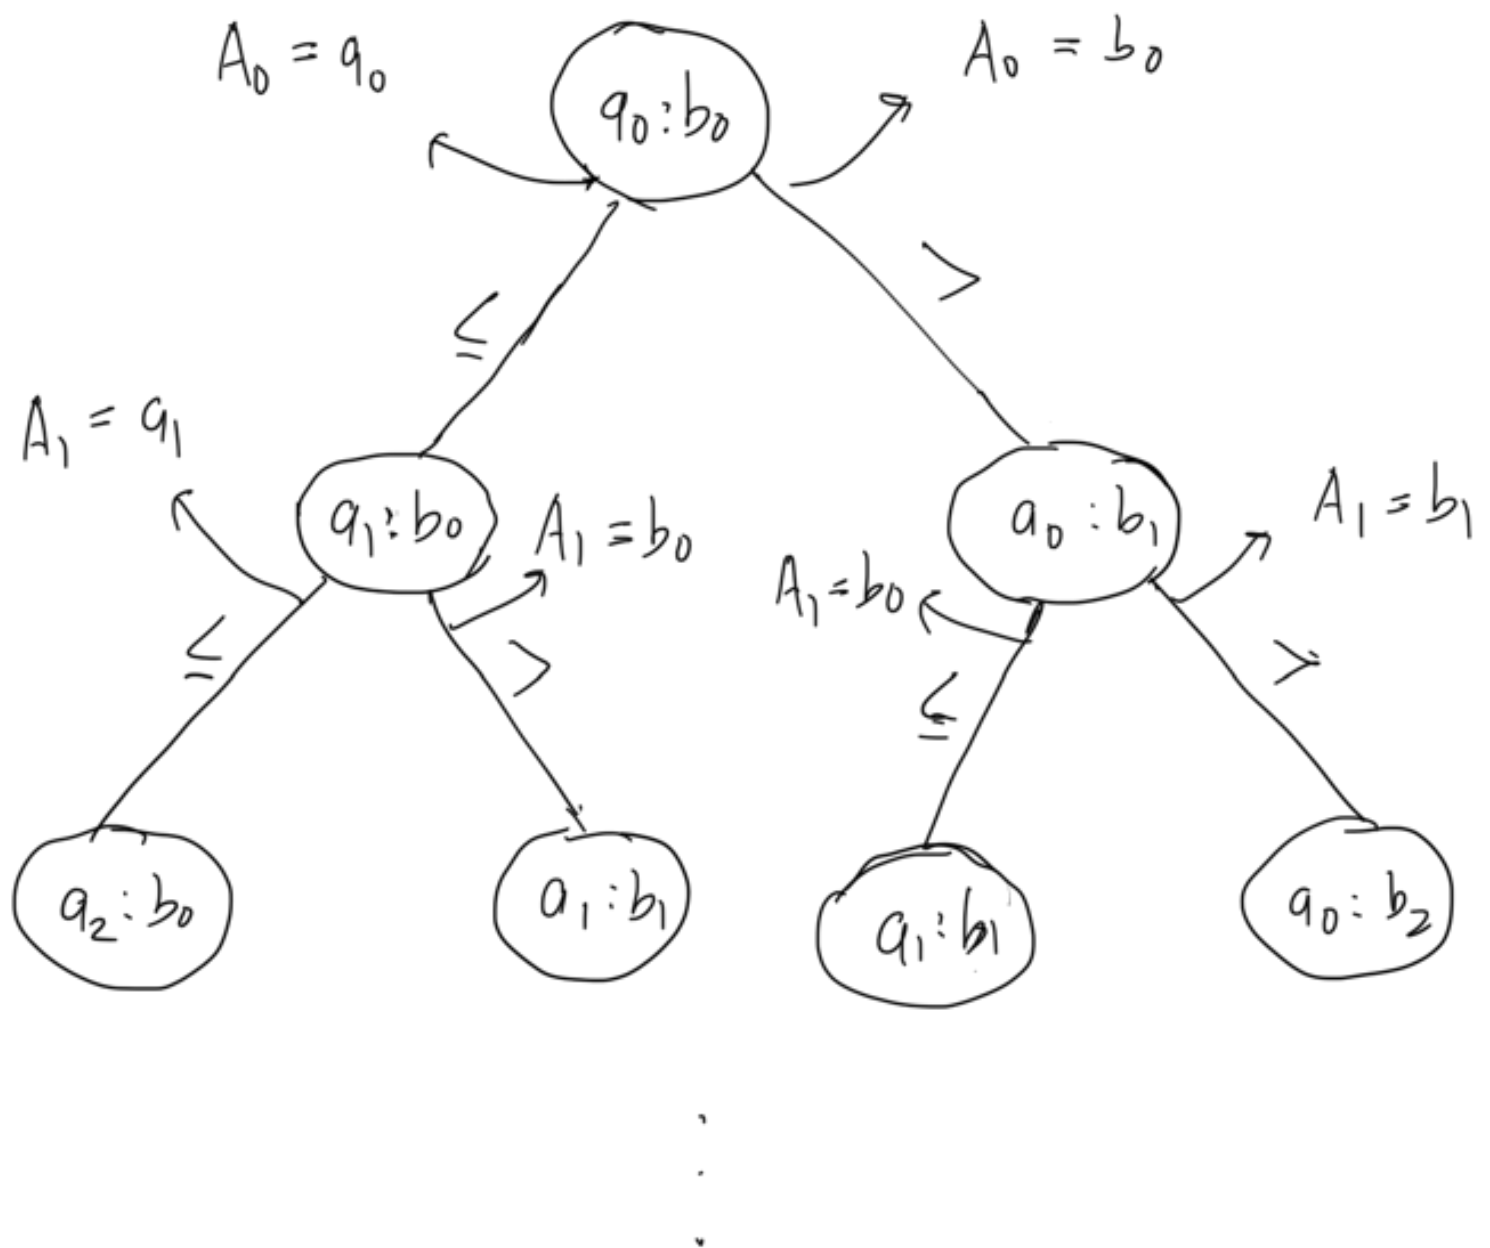 A₀ = a₀
A₀ = b₀
a₀:b₀
≤
>
A₁ = a₁
a₁:b₀
A₁ = b₀
a₀:b₁
A₁ = b₁
A₁=b₀
≤
>
≤
>
a₂:b₀
a₁:b₁
a₁:b₁
a₀:b₂